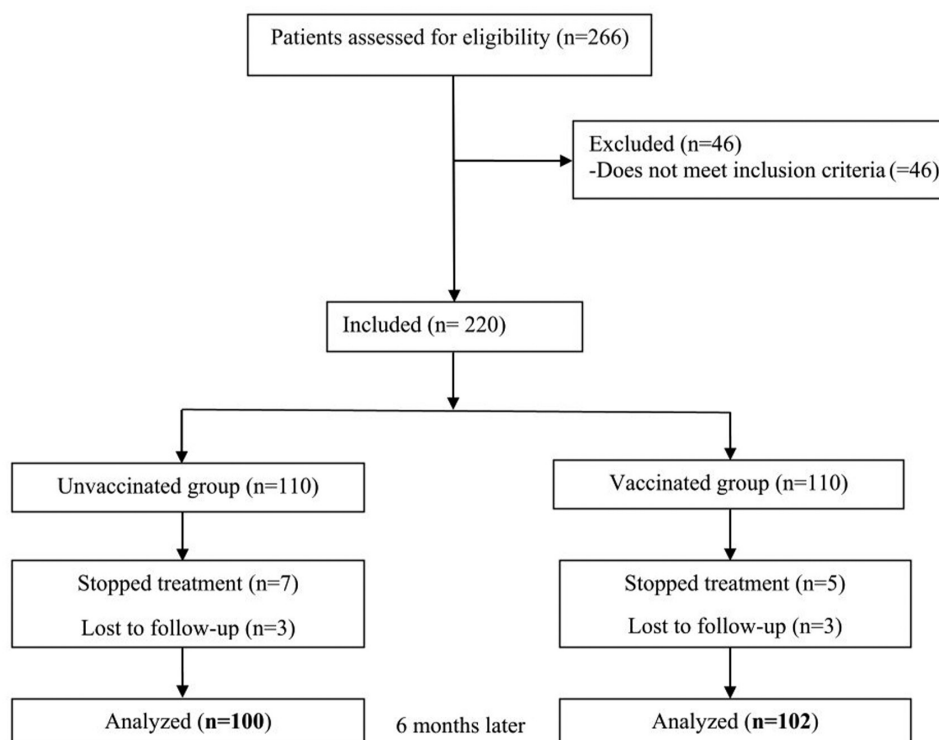 Patients assessed for eligibility (n=266)
Excluded (n=46)
-Does not meet inclusion criteria (=46)
Included (n= 220)
Unvaccinated group (n=110)
Vaccinated group (n=110)
Stopped treatment (n=7)
Lost to follow-up (n=3)
Stopped treatment (n=5)
Lost to follow-up (n=3)
Analyzed (n=100)
6 months later
Analyzed (n=102)